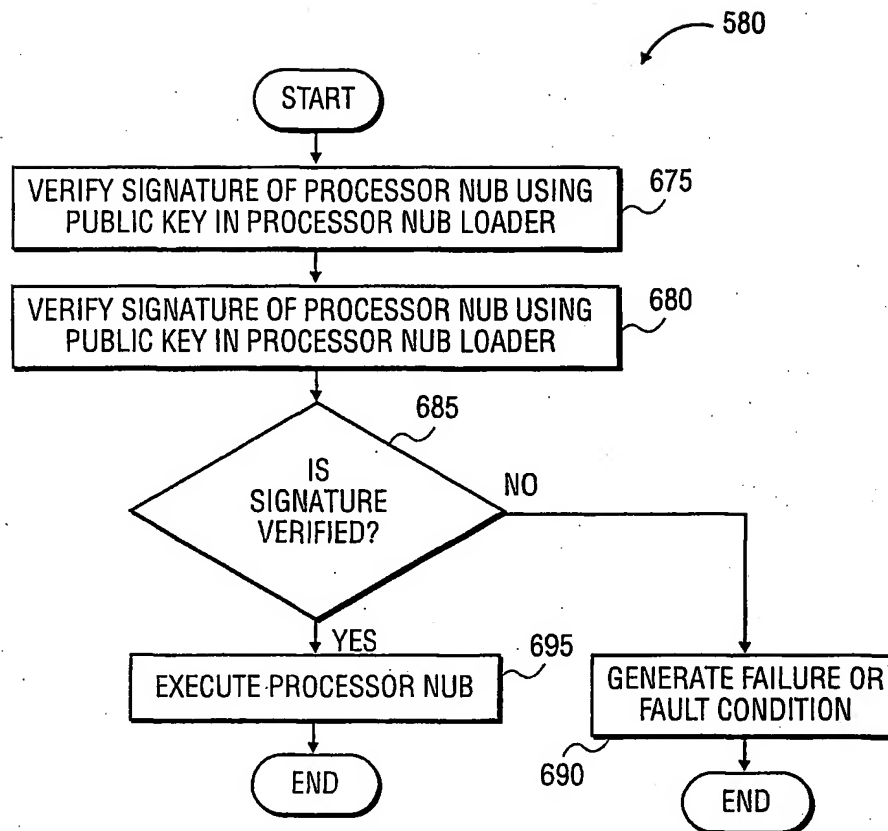 580
START
VERIFY SIGNATURE OF PROCESSOR NUB USING
PUBLIC KEY IN PROCESSOR NUB LOADER
675
VERIFY SIGNATURE OF PROCESSOR NUB USING
PUBLIC KEY IN PROCESSOR NUB LOADER
680
685
IS
SIGNATURE
VERIFIED?
NO
YES
695
EXECUTE PROCESSOR NUB
GENERATE FAILURE OR
FAULT CONDITION
690
END
END